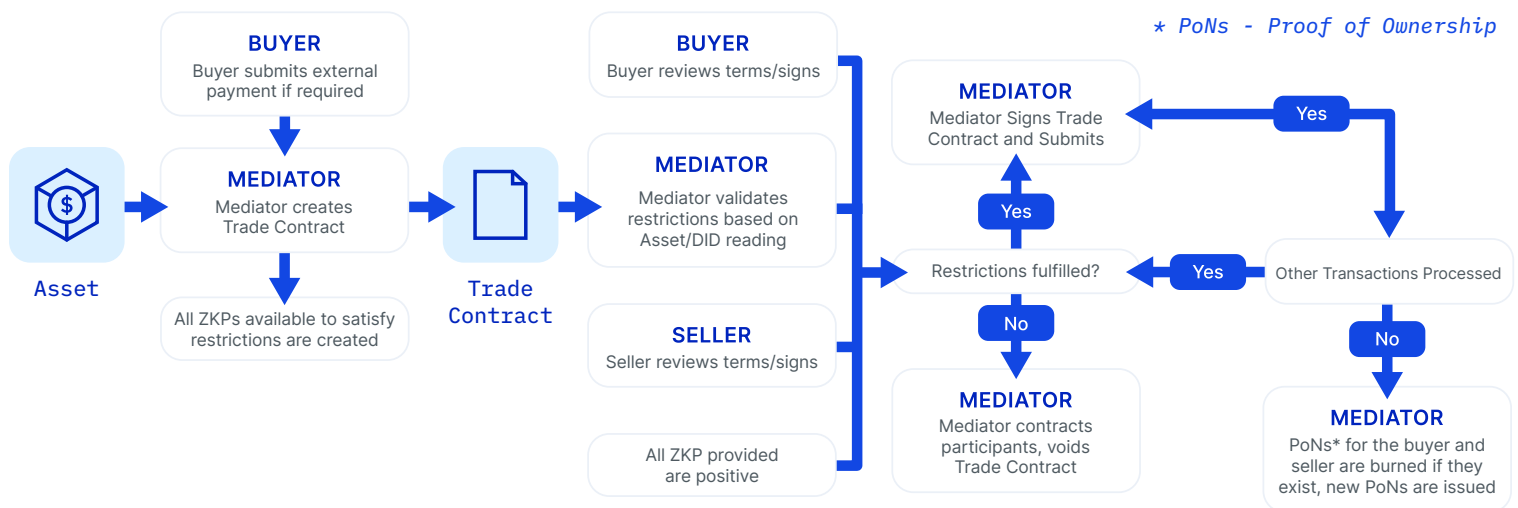 * PoNs - Proof of Ownership
BUYER
Buyer submits external
payment if required
$
Asset
MEDIATOR
Mediator creates
Trade Contract
All ZKPs available to satisfy
restrictions are created
Trade
Contract
BUYER
Buyer reviews terms/signs
MEDIATOR
Mediator validates
restrictions based on
Asset/DID reading
SELLER
Seller reviews terms/signs
All ZKP provided
are positive
MEDIATOR
Mediator Signs Trade
Contract and Submits
Yes
Restrictions fulfilled?
No
MEDIATOR
Mediator contracts
participants, voids
Trade Contract
Yes
Yes
Other Transactions Processed
No
MEDIATOR
PoNs* for the buyer and
seller are burned if they
exist, new PoNs are issued